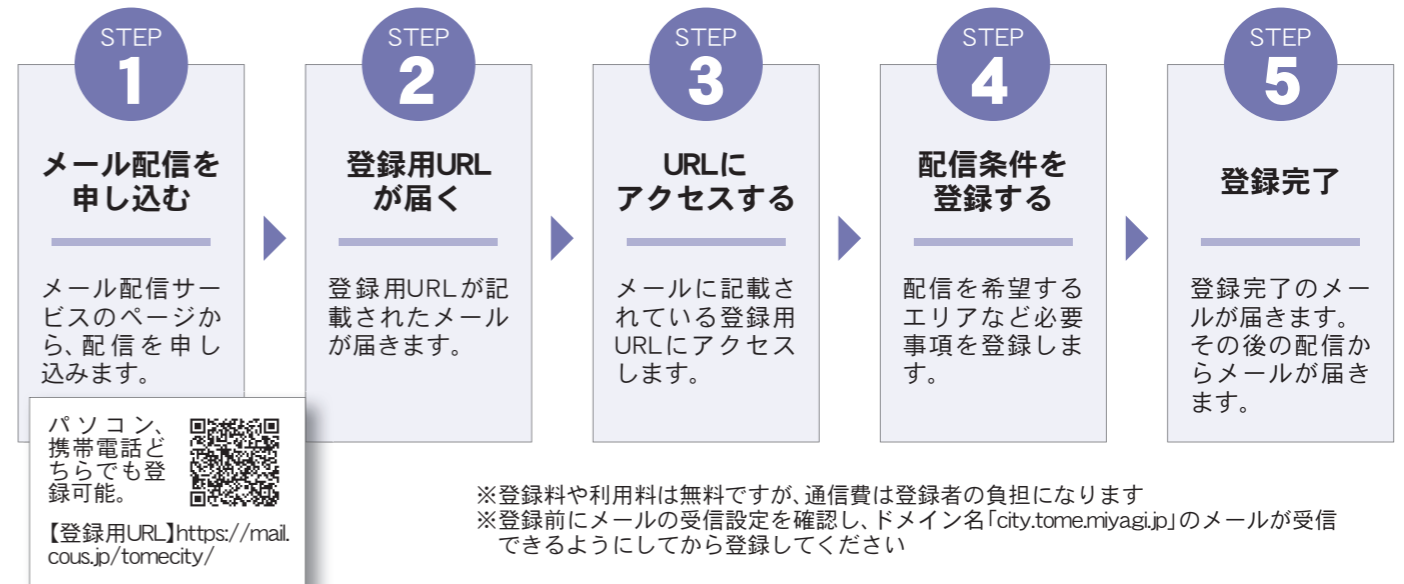 STEP
1
メール配信を
申し込む
メール配信サー
ビスのページか
ら、配信を申し
込みます。
パソコン、
携帯電話ど
ちらでも登
録可能。
【登録用URL】https://mail.
cous.jp/tomecity/
STEP
2
登録用URL
が届く
登録用URLが記
載されたメール
が届きます。
STEP
3
URLに
アクセスする
メールに記載さ
れている登録用
URLにアクセス
します。
STEP
4
配信条件を
登録する
配信を希望する
エリアなど必要
事項を登録しま
す。
STEP
5
登録完了
登録完了のメー
ルが届きます。
その後の配信か
らメールが届き
ます。
※登録料や利用料は無料ですが、通信費は登録者の負担になります
※登録前にメールの受信設定を確認し、ドメイン名「city.tome.miyagi.jp」のメールが受信
できるようにしてから登録してください